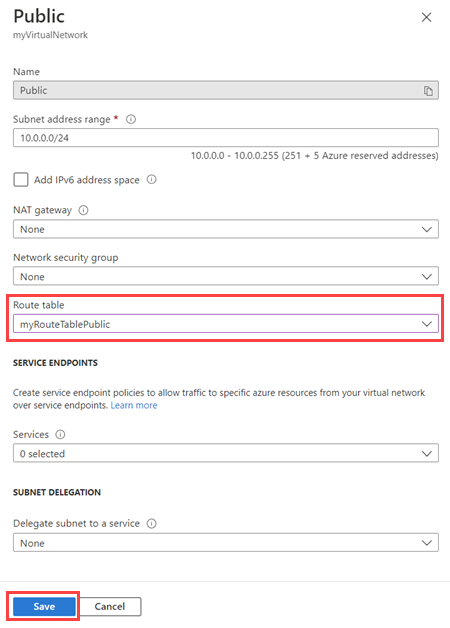 Public
myVirtualNetwork
Name
Public
Subnet address range *
10.0.0.0/24
10.0.0.0 - 10.0.0.255 (251 + 5 Azure reserved addresses)
Add IPv6 address space
NAT gateway
None
Network security group
None
Route table
myRouteTablePublic
SERVICE ENDPOINTS
Create service endpoint policies to allow traffic to specific azure resources from your virtual network
over service endpoints. Learn more
Services
0 selected
SUBNET DELEGATION
Delegate subnet to a service
None
Save Cancel